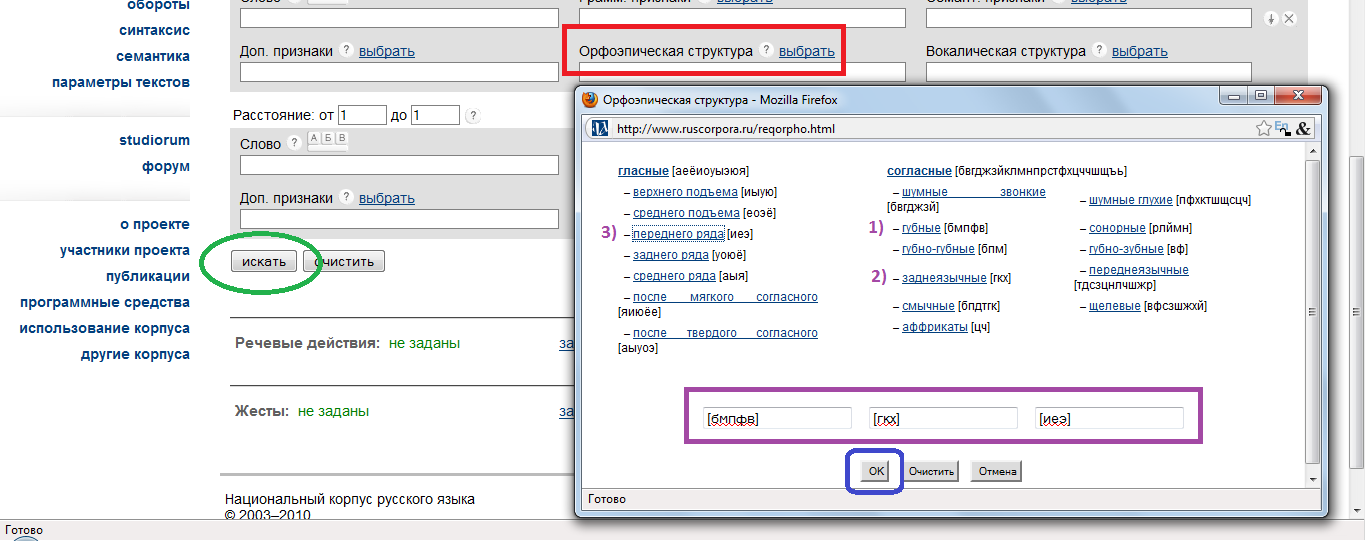 обороты
синтаксис
семантика
параметры текстов
studiorum
форум
о проекте
участники проекта
публикации
программные средства
использование корпуса
другие корпуса
Слово
Грамм. признаки ? выбрать
Семант. признаки ? выбрать
Доп. признаки ? выбрать
Орфоэпическая структура ? выбрать
Вокалическая структура ? выбрать
Расстояние: от 1 до 1 ?
Слово ? А Б В
Доп. признаки ? выбрать
искать очистить
Речевые действия: не заданы за
Жесты: не заданы за
Национальный корпус русского языка
© 2003–2010
Готово
Орфоэпическая структура - Mozilla Firefox
http://www.ruscorpora.ru/reqorpho.html
гласные [аеёиоуыэюя]
– верхнего подъема [иыую]
– среднего подъема [еоэё]
3) – переднего ряда [иеэ]
– заднего ряда [уоюё]
– среднего ряда [аыя]
– после мягкого согласного
[яиюёе]
– после твердого согласного
[аыуоэ]
согласные [бвгджзйклмнпрстфхцччшщъь]
– шумные звонкие
[бвгджзй]
– шумные глухие [пфхктшщсцч]
1) – губные [бмпфв]
– сонорные [рлймн]
– губно-губные [бпм]
– губно-зубные [вф]
2) – заднеязычные [гкх]
– переднеязычные
[тдсзцнлчшжр]
– смычные [бпдтгк]
– щелевые [вфсзшжхй]
– аффрикаты [цч]
[бмпфв] [гкх] [иеэ]
OK Очистить Отмена
Готово